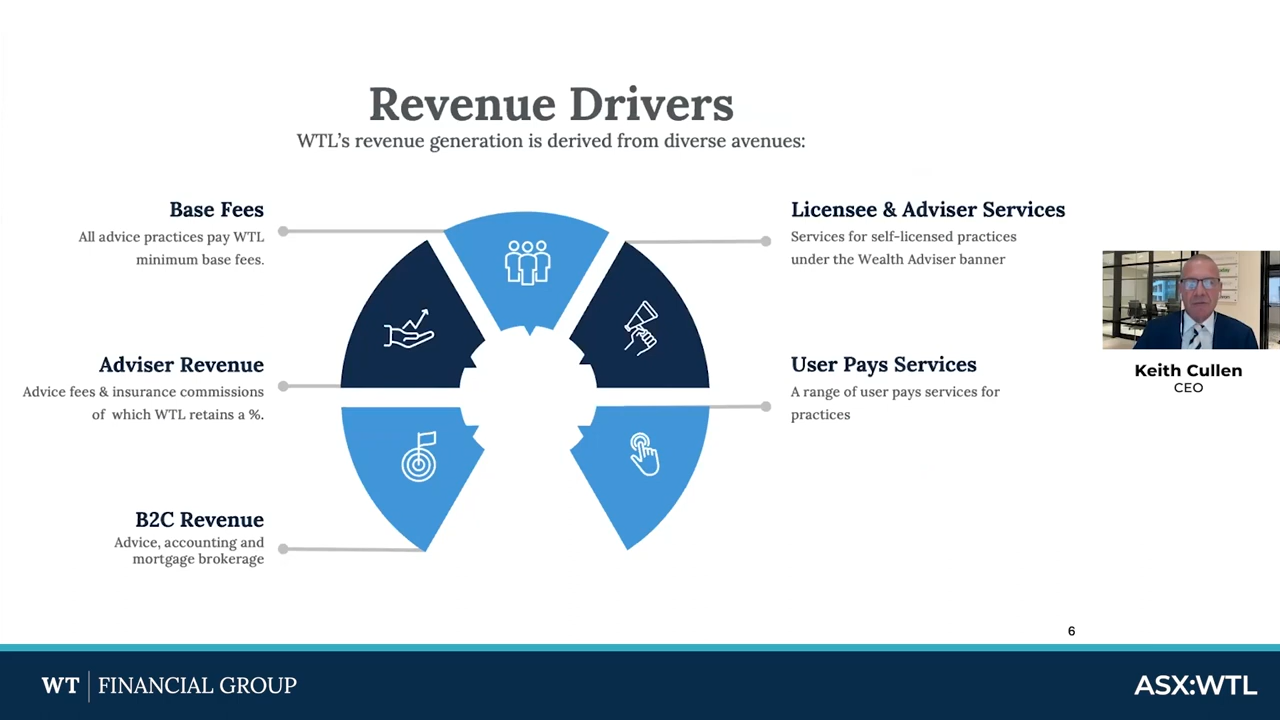 Revenue Drivers
WTL's revenue generation is derived from diverse avenues:
Base Fees
All advice practices pay WTL
minimum base fees.
Adviser Revenue
Advice fees & insurance commissions
of which WTL retains a %.
B2C Revenue
Advice, accounting and
mortgage brokerage
Licensee & Adviser Services
Services for self-licensed practices
under the Wealth Adviser banner
User Pays Services
A range of user pays services for
practices
Keith Cullen
CEO
6
WT | FINANCIAL GROUP
ASX:WTL